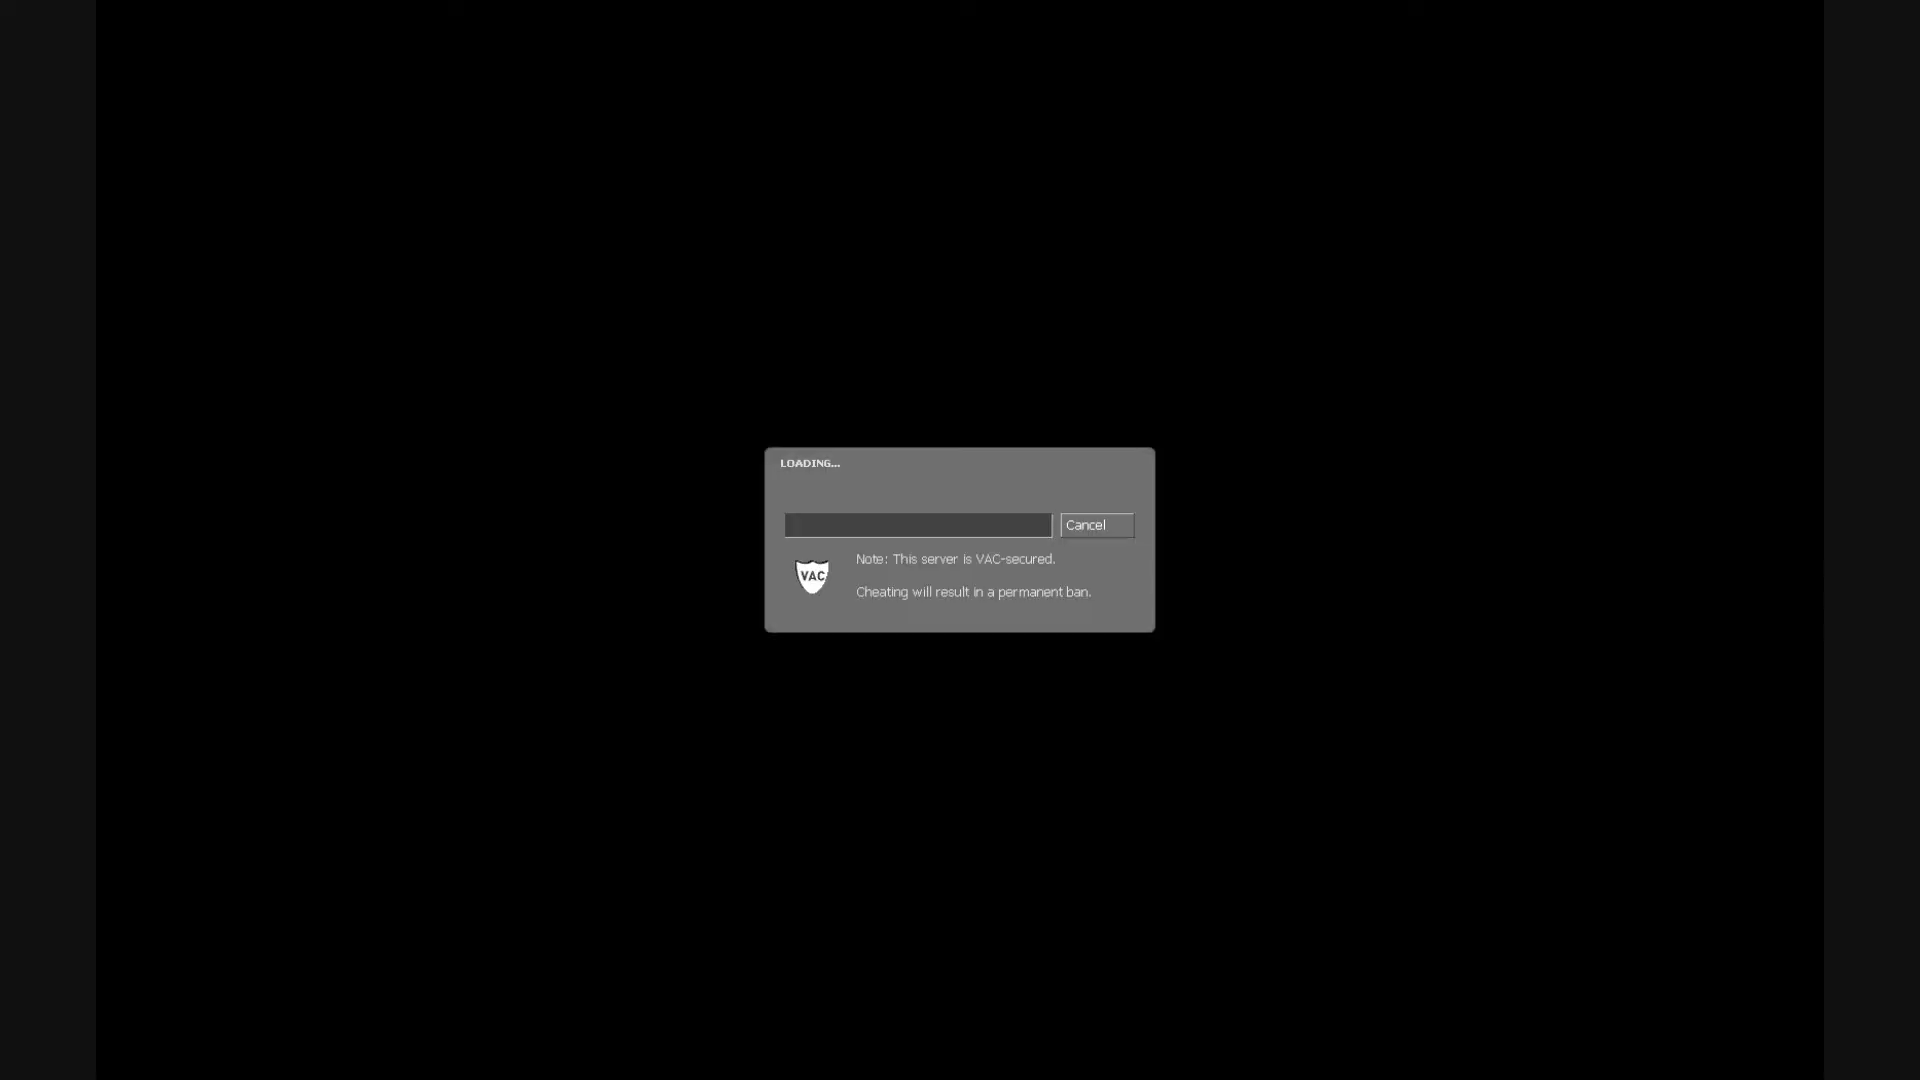 LOADING...
Cancel
Note: This server is VAC-secured.
VAC
Cheating will result in a permanent ban.